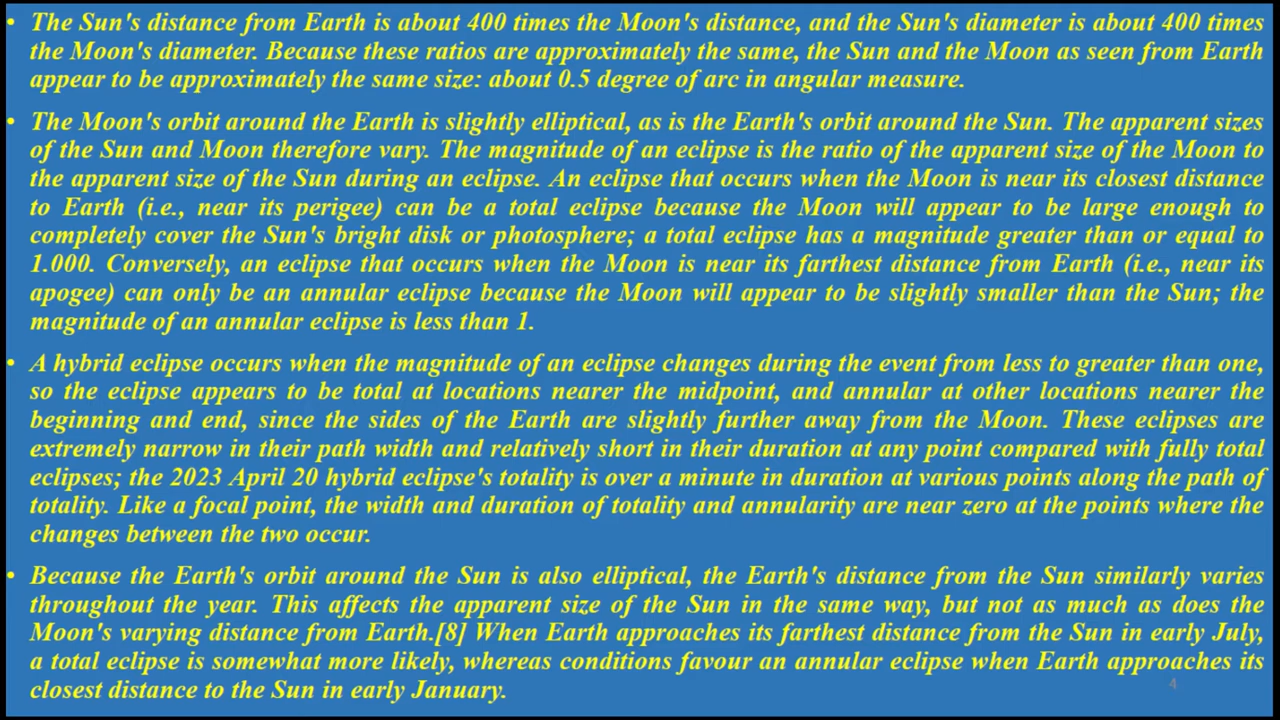 • The Sun's distance from Earth is about 400 times the Moon's distance, and the Sun's diameter is about 400 times
the Moon's diameter. Because these ratios are approximately the same, the Sun and the Moon as seen from Earth
appear to be approximately the same size: about 0.5 degree of arc in angular measure.
• The Moon's orbit around the Earth is slightly elliptical, as is the Earth's orbit around the Sun. The apparent sizes
of the Sun and Moon therefore vary. The magnitude of an eclipse is the ratio of the apparent size of the Moon to
the apparent size of the Sun during an eclipse. An eclipse that occurs when the Moon is near its closest distance
to Earth (i.e., near its perigee) can be a total eclipse because the Moon will appear to be large enough to
completely cover the Sun's bright disk or photosphere; a total eclipse has a magnitude greater than or equal to
1.000. Conversely, an eclipse that occurs when the Moon is near its farthest distance from Earth (i.e., near its
apogee) can only be an annular eclipse because the Moon will appear to be slightly smaller than the Sun; the
magnitude of an annular eclipse is less than 1.
• A hybrid eclipse occurs when the magnitude of an eclipse changes during the event from less to greater than one,
so the eclipse appears to be total at locations nearer the midpoint, and annular at other locations nearer the
beginning and end, since the sides of the Earth are slightly further away from the Moon. These eclipses are
extremely narrow in their path width and relatively short in their duration at any point compared with fully total
eclipses; the 2023 April 20 hybrid eclipse's totality is over a minute in duration at various points along the path of
totality. Like a focal point, the width and duration of totality and annularity are near zero at the points where the
changes between the two occur.
• Because the Earth's orbit around the Sun is also elliptical, the Earth's distance from the Sun similarly varies
throughout the year. This affects the apparent size of the Sun in the same way, but not as much as does the
Moon's varying distance from Earth.[8] When Earth approaches its farthest distance from the Sun in early July,
a total eclipse is somewhat more likely, whereas conditions favour an annular eclipse when Earth approaches its
closest distance to the Sun in early January.
4